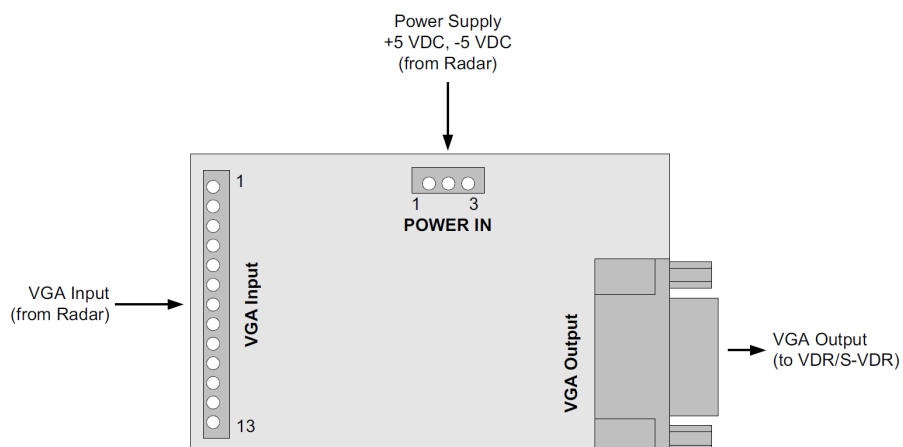 Power Supply
+5 VDC, -5 VDC
(from Radar)
1
1 3
POWER IN
VGA Input
(from Radar)
VGA Input
VGA Output
VGA Output
(to VDR/S-VDR)
13